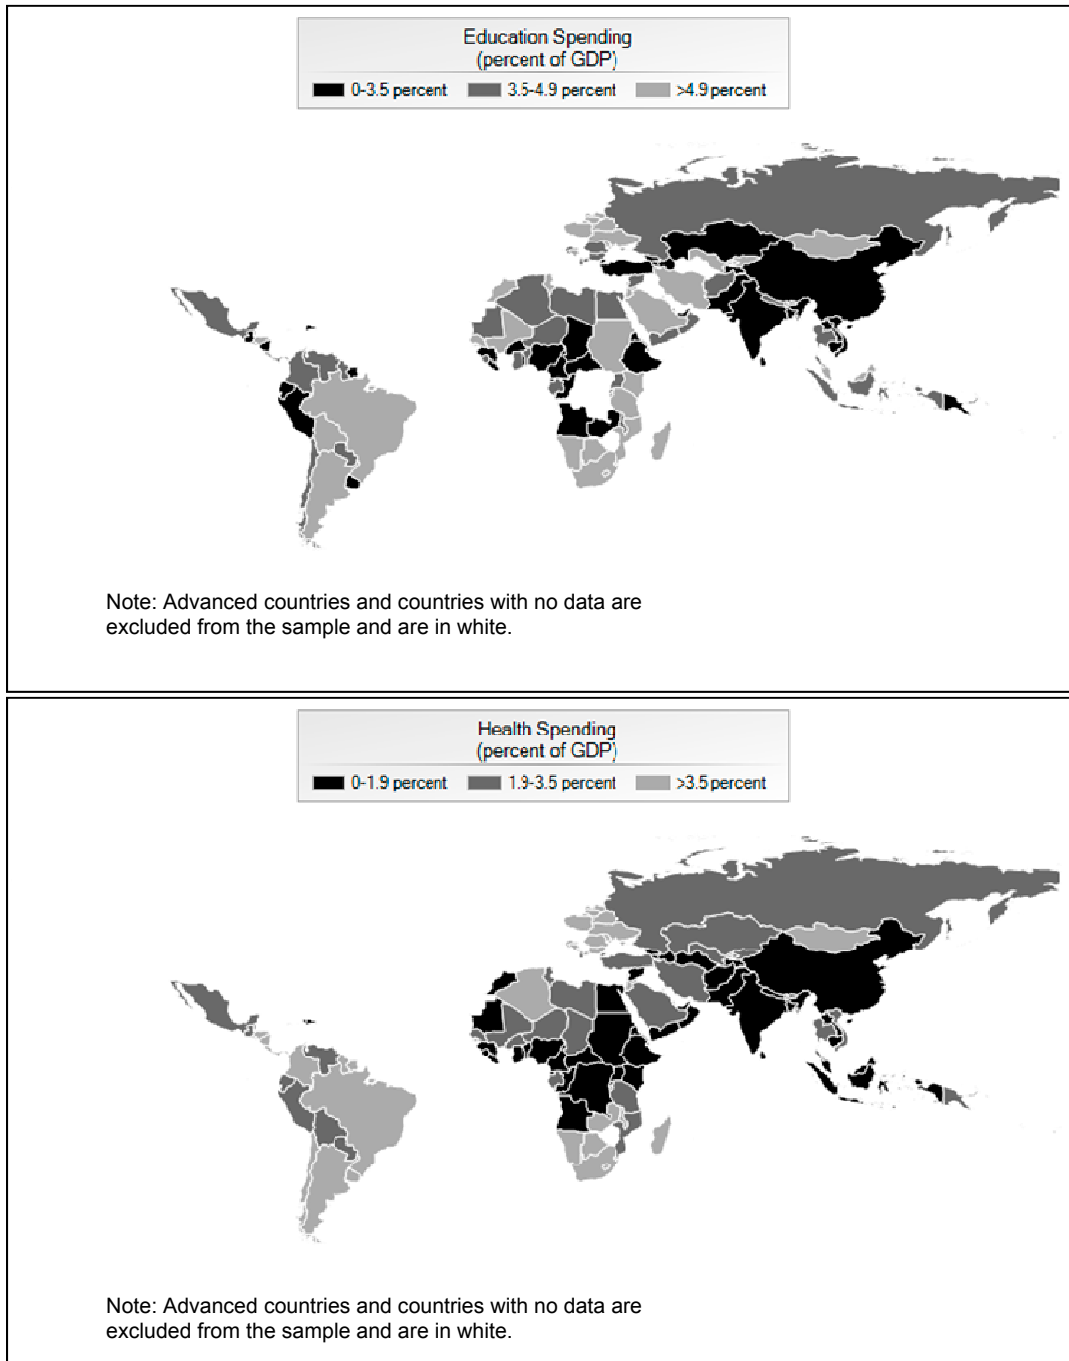 Education Spending
(percent of GDP)
0-3.5 percent 3.5-4.9 percent >4.9 percent
Note: Advanced countries and countries with no data are
excluded from the sample and are in white.
Health Spending
(percent of GDP)
0-1.9 percent 1.9-3.5 percent >3.5 percent
Note: Advanced countries and countries with no data are
excluded from the sample and are in white.